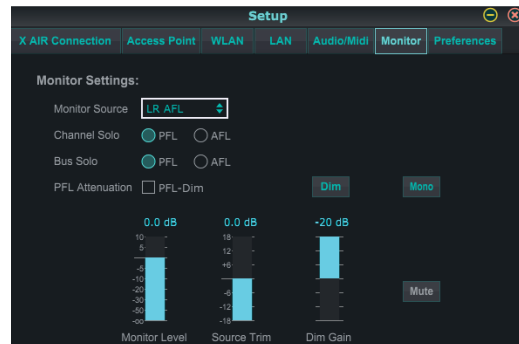 Setup
X AIR Connection Access Point WLAN LAN Audio/Midi Monitor Preferences
Monitor Settings:
Monitor Source LR AFL
Channel Solo PFL AFL
Bus Solo PFL AFL
PFL Attenuation PFL-Dim Dim Mono
0.0 dB 0.0 dB -20 dB
10 18
5 12
+6
-5
-10
-20 -6
-30 -12
-50
-oo -18
Mute
Monitor Level Source Trim Dim Gain